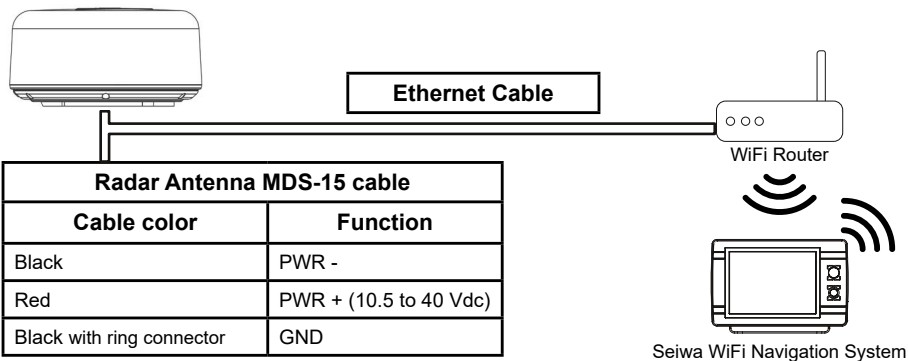 Ethernet Cable
WiFi Router
Radar Antenna MDS-15 cable
Cable color Function
Black PWR -
Red PWR + (10.5 to 40 Vdc)
Black with ring connector GND
Seiwa WiFi Navigation System